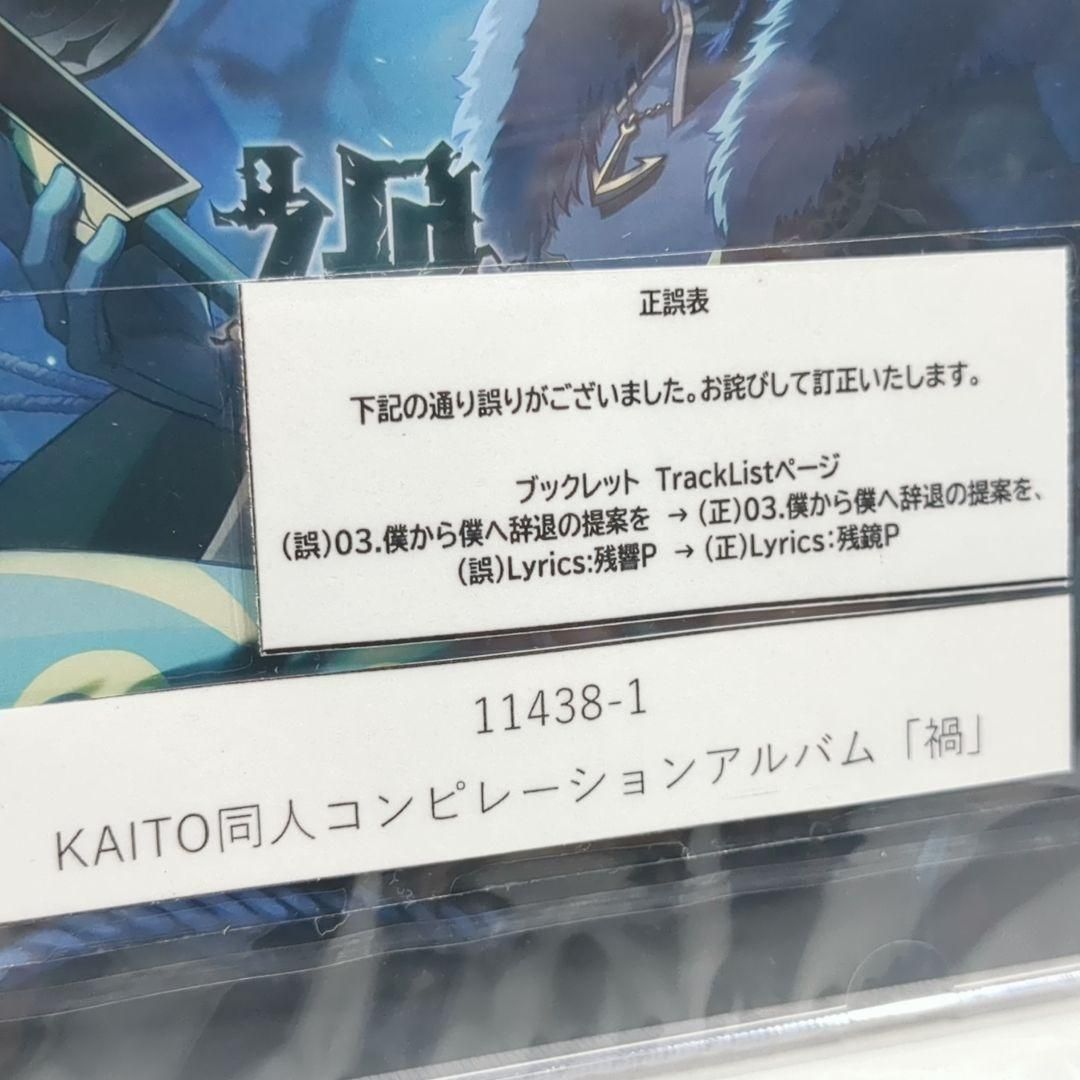 禍
正誤表
下記の通り誤りがございました。お詫びして訂正いたします。
ブックレット TrackListページ
(誤)03.僕から僕へ辞退の提案を → (正)03.僕から僕へ辞退の提案を、
(誤)Lyrics:残響P → (正)Lyrics:残鏡P
11438-1
KAITO同人コンピレーションアルバム「禍」